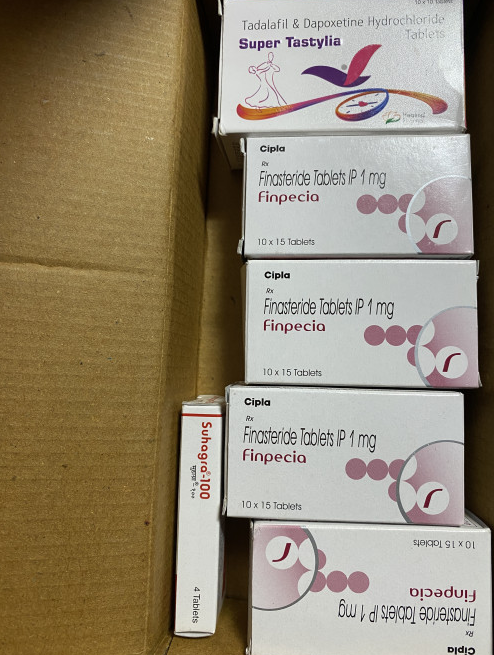 10 x 10 Tablets
Tadalafil & Dapoxetine Hydrochloride
Tablets
Super Tastylia
Cipla
Rx
Finasteride Tablets IP 1 mg
Finpecia
10 x 15 Tablets
Cipla
Rx
Finasteride Tablets IP 1 mg
Finpecia
10 x 15 Tablets
Cipla
Rx
Finasteride Tablets IP 1 mg
Finpecia
10 x 15 Tablets
Suhagra®-100
4 Tablets
Cipla
Rx
Finasteride Tablets IP 1 mg
Finpecia
10 x 15 Tablets